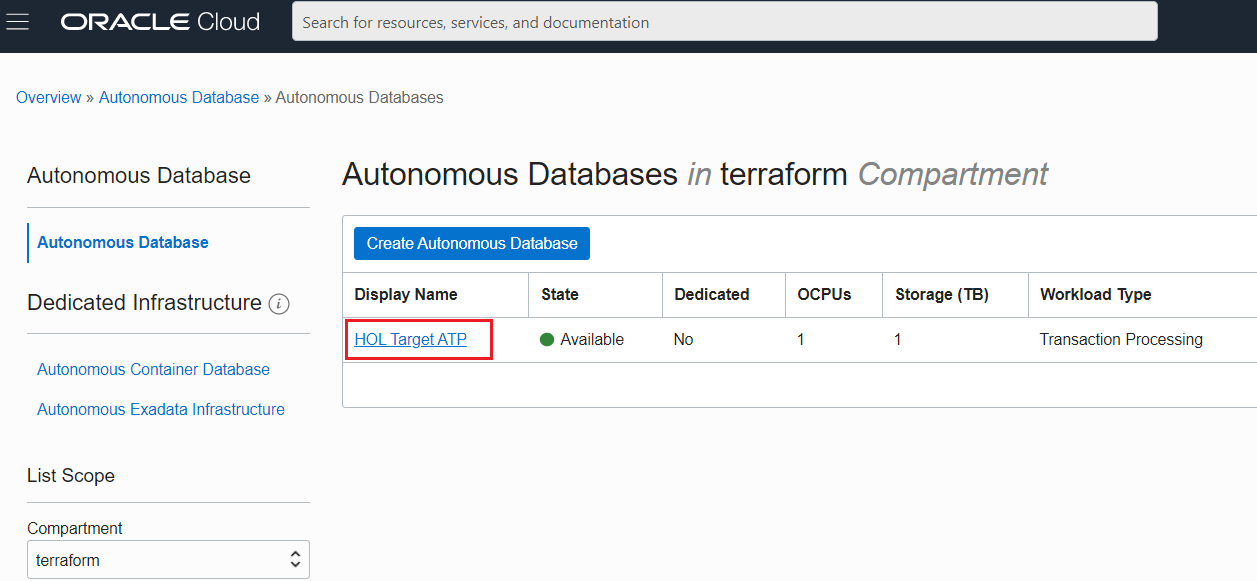 ORACLE Cloud
Search for resources, services, and documentation
Overview » Autonomous Database » Autonomous Databases
Autonomous Database
Autonomous Database
Dedicated Infrastructure i
Autonomous Container Database
Autonomous Exadata Infrastructure
List Scope
Compartment
terraform
Autonomous Databases in terraform Compartment
Create Autonomous Database
Display Name State Dedicated OCPUs Storage (TB) Workload Type
HOL Target ATP Available No 1 1 Transaction Processing